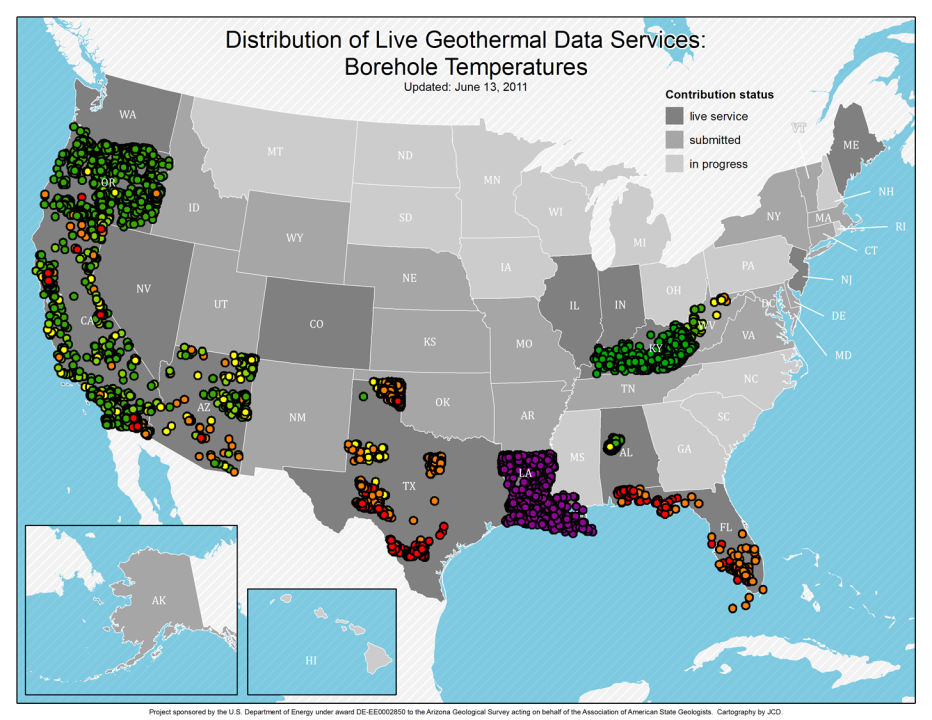 Distribution of Live Geothermal Data Services:
Borehole Temperatures
Updated: June 13, 2011
Contribution status
live service
submitted
in progress
WA
VT
ME
MT
ND
OR
MN
NH
ID
SD
WI
NY
MA
RI
WY
MI
CT
IA
PA
NE
NJ
NV
UT
IL
IN
OH
DC
CA
CO
DE
WV
KS
MO
KY
VA
MD
NC
TN
AZ
OK
NM
AR
SC
MS
AL
GA
LA
TX
FL
AK
HI
Project sponsored by the U.S. Department of Energy under award DE-EE0002850 to the Arizona Geological Survey acting on behalf of the Association of American State Geologists. Cartography by JCD.